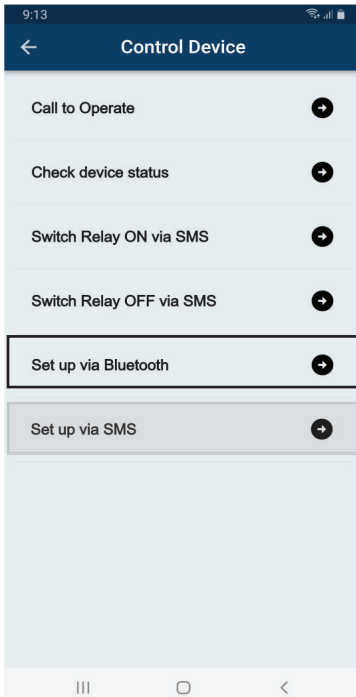 9:13
Control Device
Call to Operate
Check device status
Switch Relay ON via SMS
Switch Relay OFF via SMS
Set up via Bluetooth
Set up via SMS